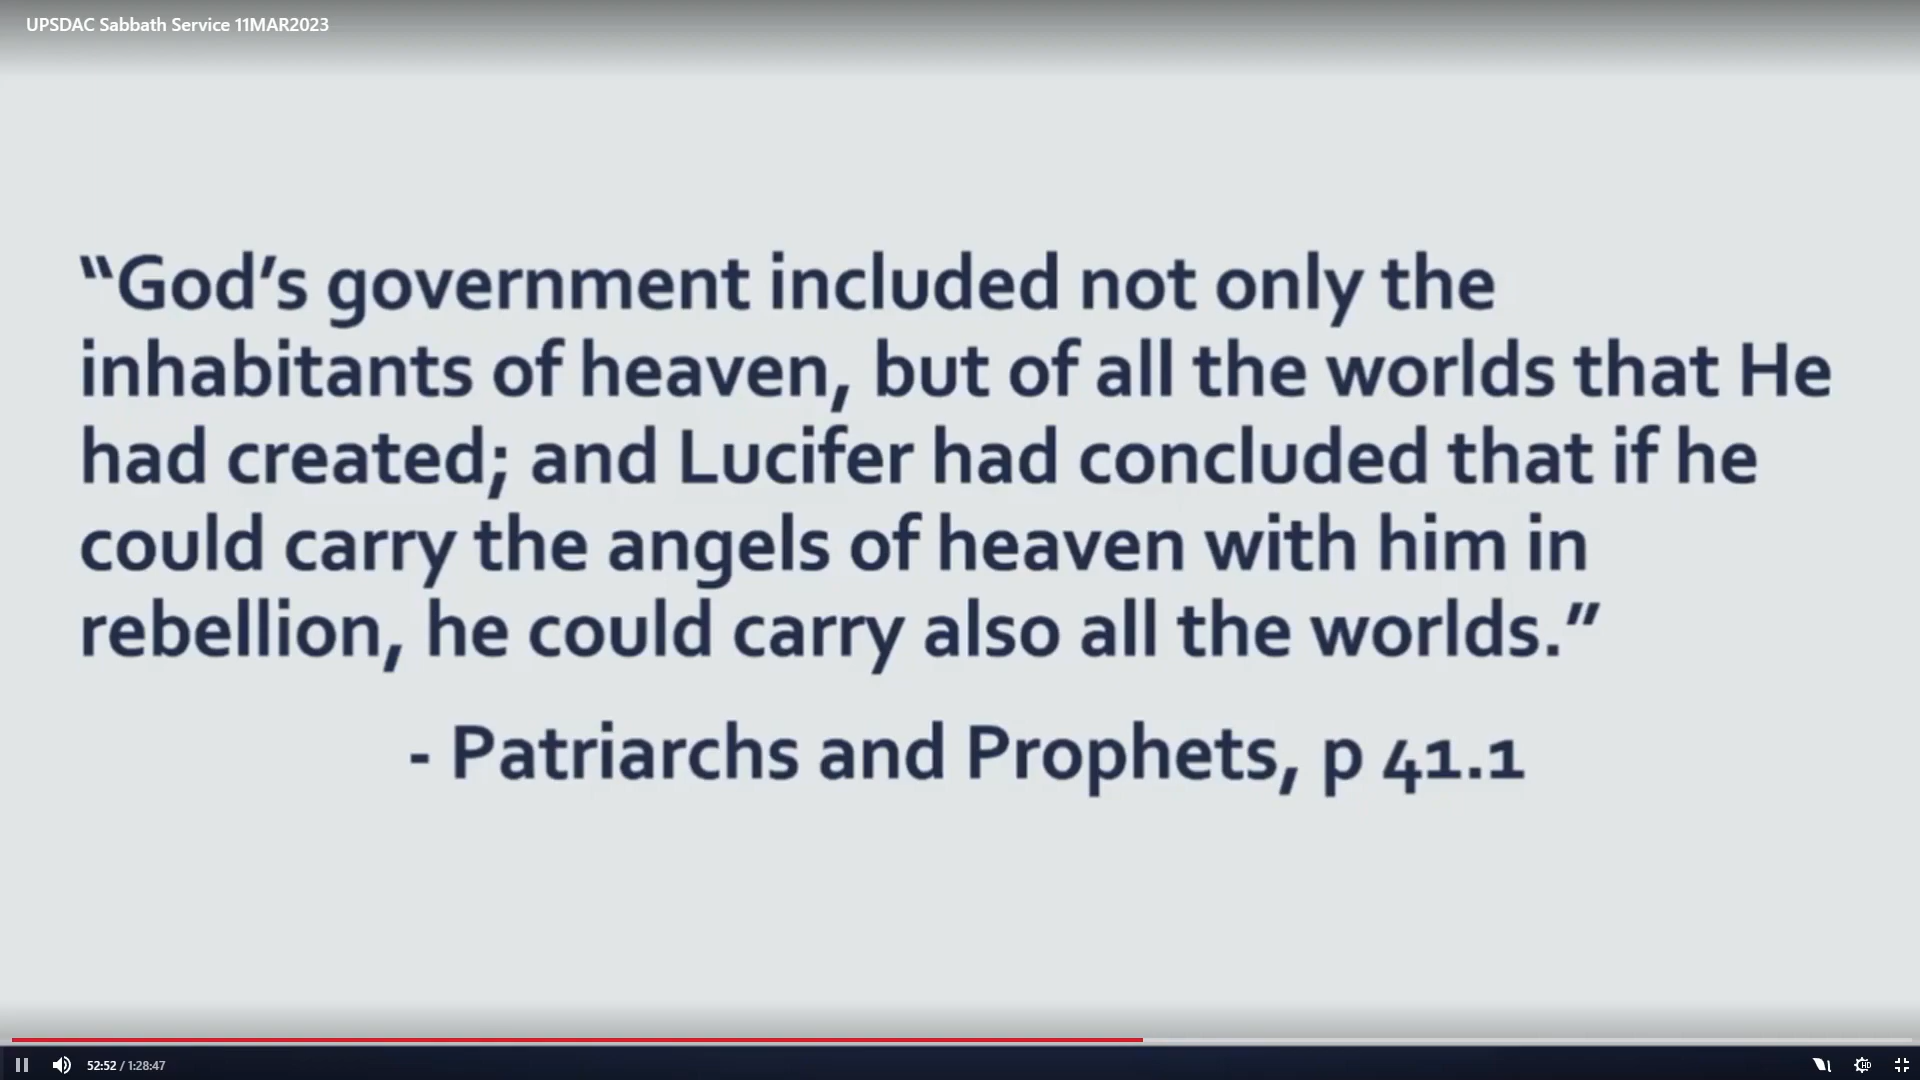 UPSDAC Sabbath Service 11MAR2023
“God’s government included not only the
inhabitants of heaven, but of all the worlds that He
had created; and Lucifer had concluded that if he
could carry the angels of heaven with him in
rebellion, he could carry also all the worlds.”
- Patriarchs and Prophets, p 41.1
52:52 / 1:28:47
HD